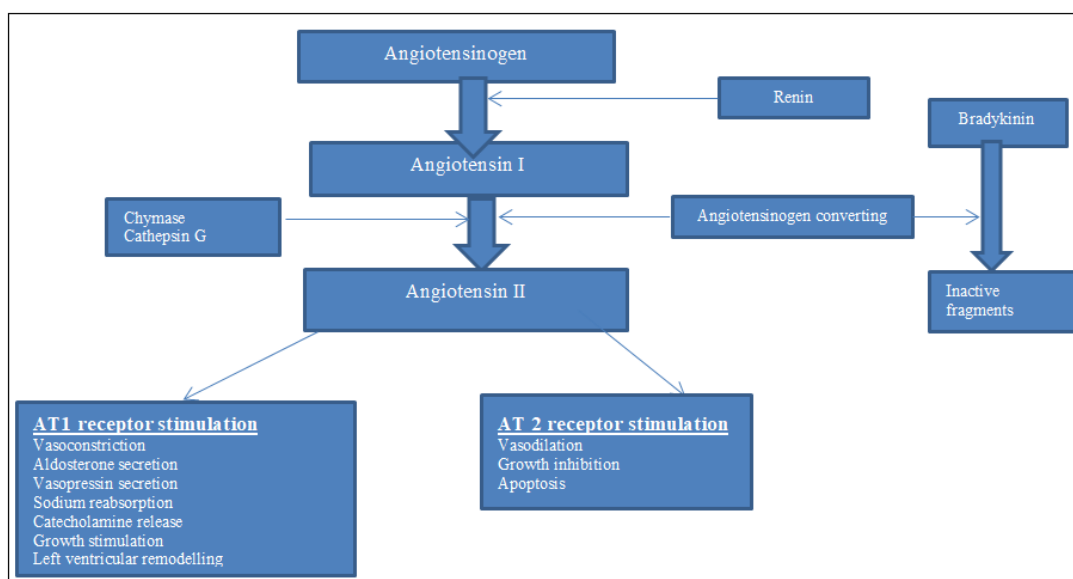 Angiotensinogen
Renin
Bradykinin
Angiotensin I
Chymase
Cathepsin G
Angiotensinogen converting
Angiotensin II
Inactive
fragments
AT1 receptor stimulation
Vasoconstriction
Aldosterone secretion
Vasopressin secretion
Sodium reabsorption
Catecholamine release
Growth stimulation
Left ventricular remodelling
AT 2 receptor stimulation
Vasodilation
Growth inhibition
Apoptosis